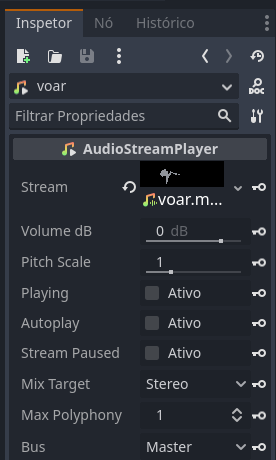 Inspetor Nó Histórico
voar
DOC
Filtrar Propriedades
AudioStreamPlayer
Stream voar.m...
Volume dB 0 dB
Pitch Scale 1
Playing Ativo
Autoplay Ativo
Stream Paused Ativo
Mix Target Stereo
Max Polyphony 1
Bus Master